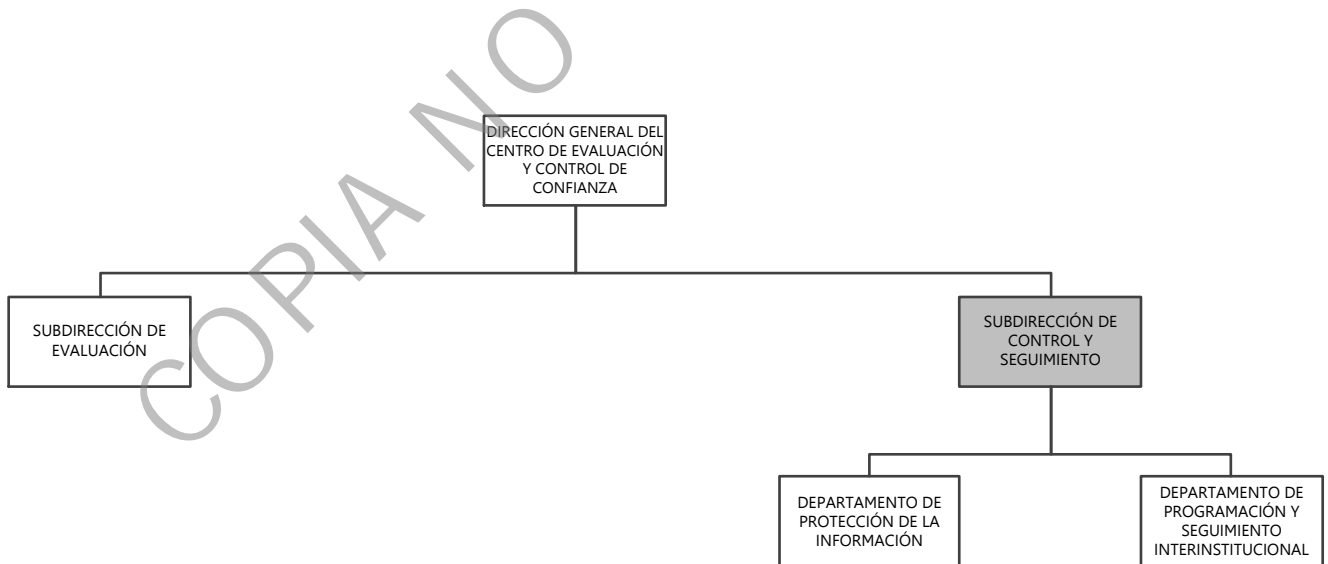 COPIA NO
DIRECCIÓN GENERAL DEL
CENTRO DE EVALUACIÓN
Y CONTROL DE
CONFIANZA
SUBDIRECCIÓN DE
EVALUACIÓN
SUBDIRECCIÓN DE
CONTROL Y
SEGUIMIENTO
DEPARTAMENTO DE
PROTECCIÓN DE LA
INFORMACIÓN
DEPARTAMENTO DE
PROGRAMACIÓN Y
SEGUIMIENTO
INTERINSTITUCIONAL